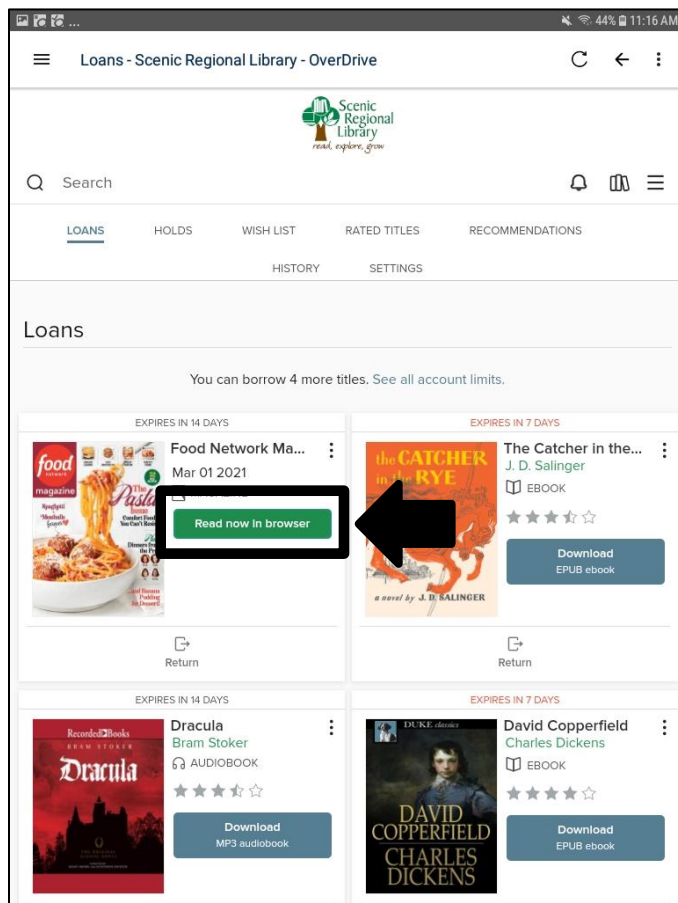 ...
44% 11:16 AM
Loans - Scenic Regional Library - OverDrive
Scenic
Regional
Library
read, explore, grow
Search
LOANS HOLDS WISH LIST RATED TITLES RECOMMENDATIONS
HISTORY SETTINGS
Loans
You can borrow 4 more titles. See all account limits.
EXPIRES IN 14 DAYS
food
network
magazine
The
Pasta
Issue
Spaghetti
Meatballs
Food Network Ma...
Mar 01 2021
Read now in browser
Return
EXPIRES IN 7 DAYS
the CATCHER
in the RYE
a novel by J. D. SALINGER
The Catcher in the...
J. D. Salinger
EBOOK
Download
EPUB ebook
Return
EXPIRES IN 14 DAYS
Recorded Books
BRAM STOKER
Dracula
Dracula
Bram Stoker
AUDIOBOOK
Download
MP3 audiobook
EXPIRES IN 7 DAYS
DUKE classics
DAVID
COPPERFIELD
CHARLES
DICKENS
David Copperfield
Charles Dickens
EBOOK
Download
EPUB ebook